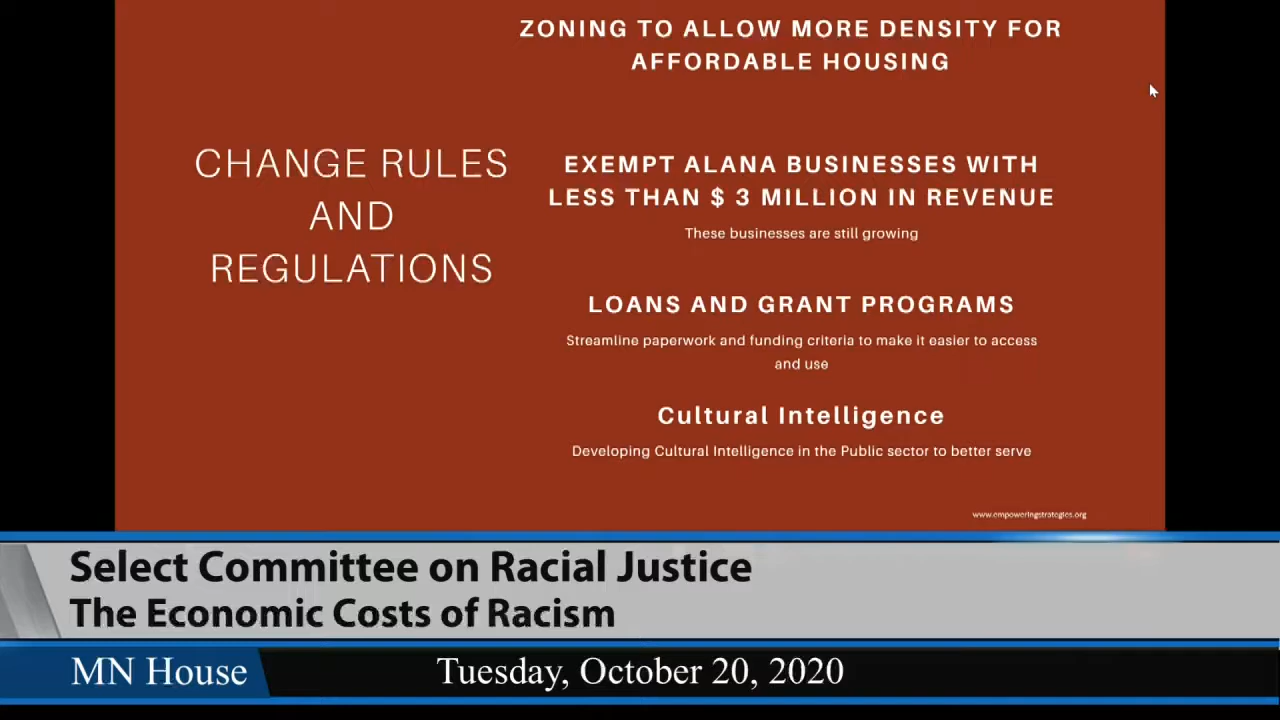 ZONING TO ALLOW MORE DENSITY FOR
AFFORDABLE HOUSING
CHANGE RULES
AND
REGULATIONS
EXEMPT ALANA BUSINESSES WITH
LESS THAN $ 3 MILLION IN REVENUE
These businesses are still growing
LOANS AND GRANT PROGRAMS
Streamline paperwork and funding criteria to make it easier to access
and use
Cultural Intelligence
Developing Cultural Intelligence in the Public sector to better serve
www.empoweringstrategies.org
Select Committee on Racial Justice
The Economic Costs of Racism
MN House
Tuesday, October 20, 2020